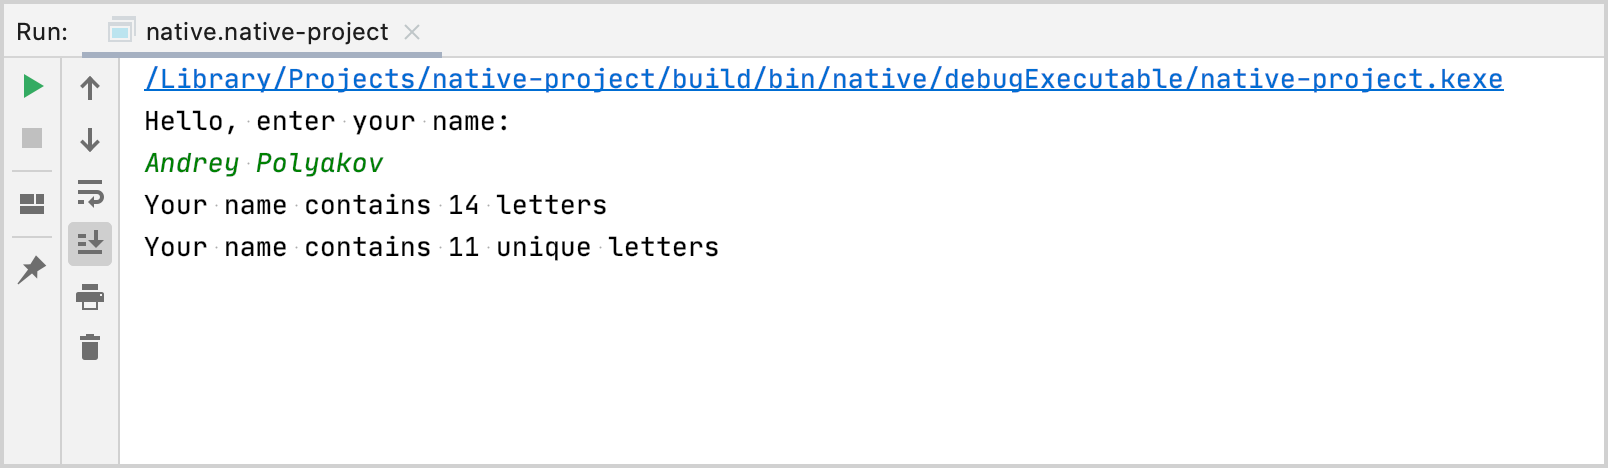 Run: native.native-project
/Library/Projects/native-project/build/bin/native/debugExecutable/native-project.kexe
Hello, enter your name:
Andrey Polyakov
Your name contains 14 letters
Your name contains 11 unique letters